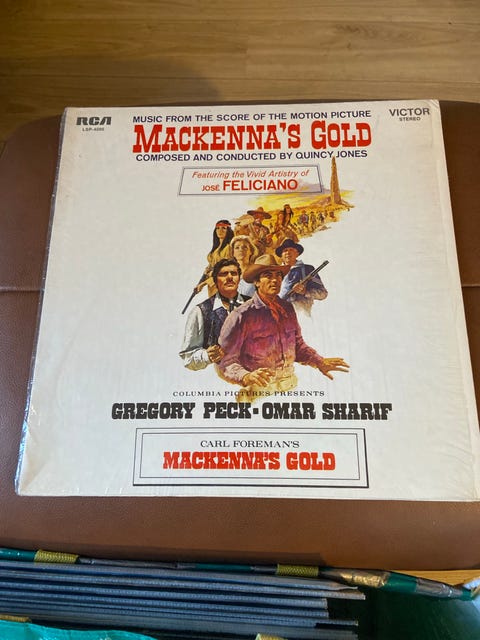 RCA
LSP-4096
VICTOR
STEREO
MUSIC FROM THE SCORE OF THE MOTION PICTURE
MACKENNA'S GOLD
COMPOSED AND CONDUCTED BY QUINCY JONES
Featuring the Vivid Artistry of
JOSÉ FELICIANO
COLUMBIA PICTURES PRESENTS
GREGORY PECK · OMAR SHARIF
CARL FOREMAN'S
MACKENNA'S GOLD